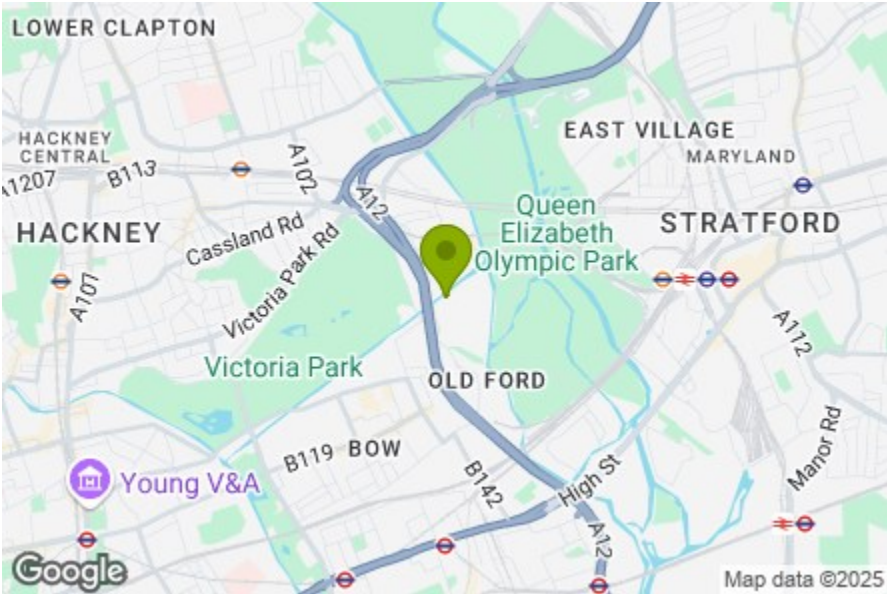 LOWER CLAPTON
EAST VILLAGE
MARYLAND
HACKNEY
CENTRAL
A1207
B113
A102
A12
Queen
Elizabeth
Olympic Park
STRATFORD
HACKNEY
Cassland Rd
Victoria Park Rd
A107
A112
Victoria Park
OLD FORD
Manor Rd
B119
BOW
B142
High St
Young V&A
A12
Google
Map data ©2025